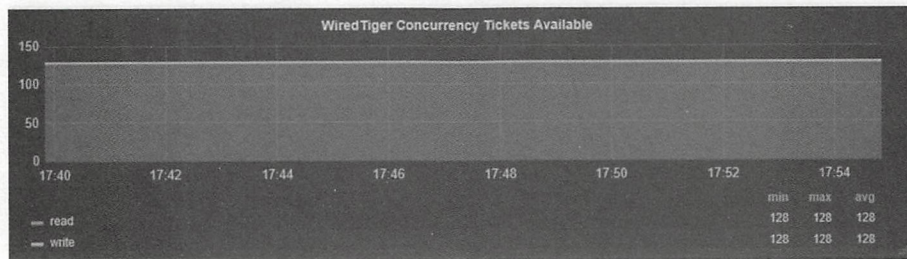 WiredTiger Concurrency Tickets Available
150
100
50
0
17:40 17:42 17:44 17:46 17:48 17:50 17:52 17:54
min max avg
read 128 128 128
write 128 128 128